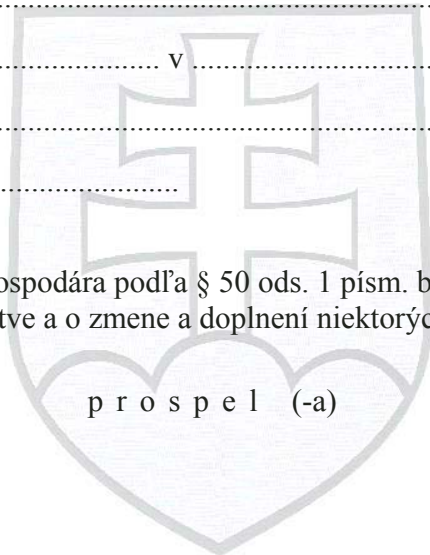 ....................................................................
.......................... v ........................................
....................................................................
..............................
ospodára podľa § 50 ods. 1 písm. b
tve a o zmene a doplnení niektorýc
p r o s p e l (-a)